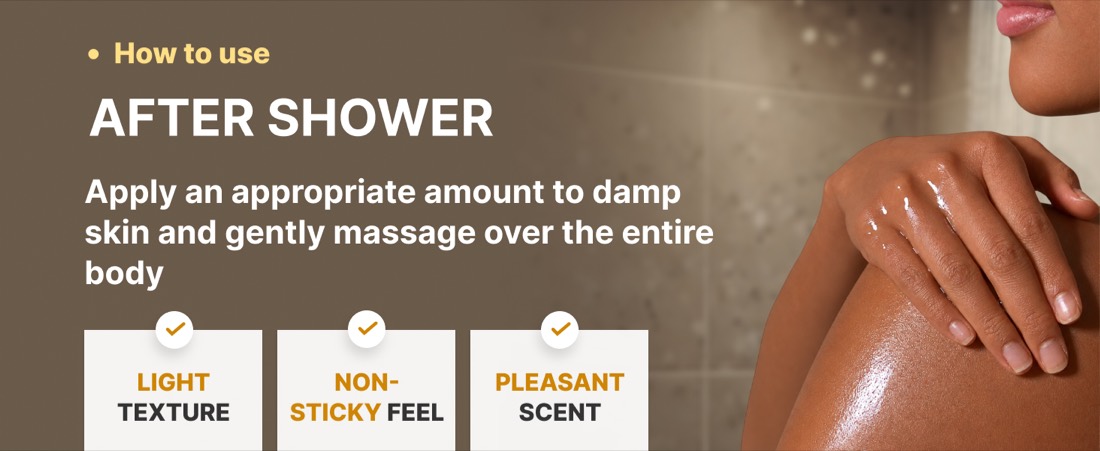 • How to use
AFTER SHOWER
Apply an appropriate amount to damp
skin and gently massage over the entire
body
LIGHT
TEXTURE
NON-
STICKY FEEL
PLEASANT
SCENT